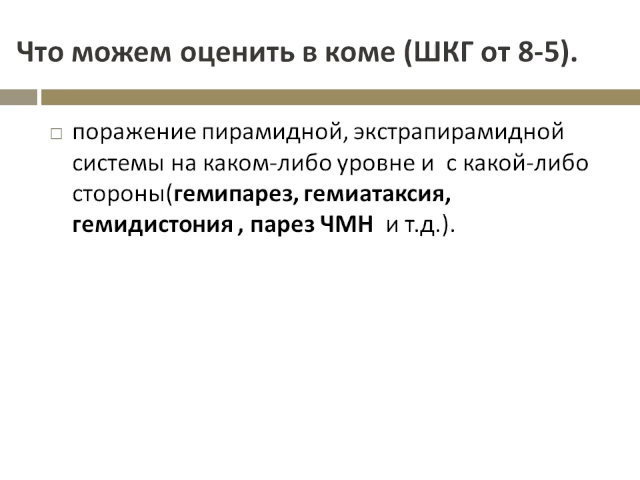 Что можем оценить в коме (ШКГ от 8-5).
поражение пирамидной, экстрапирамидной
системы на каком-либо уровне и  с какой-либо
стороны(гемипарез, гемиатаксия,
гемидистония , парез ЧМН  и т.д.).